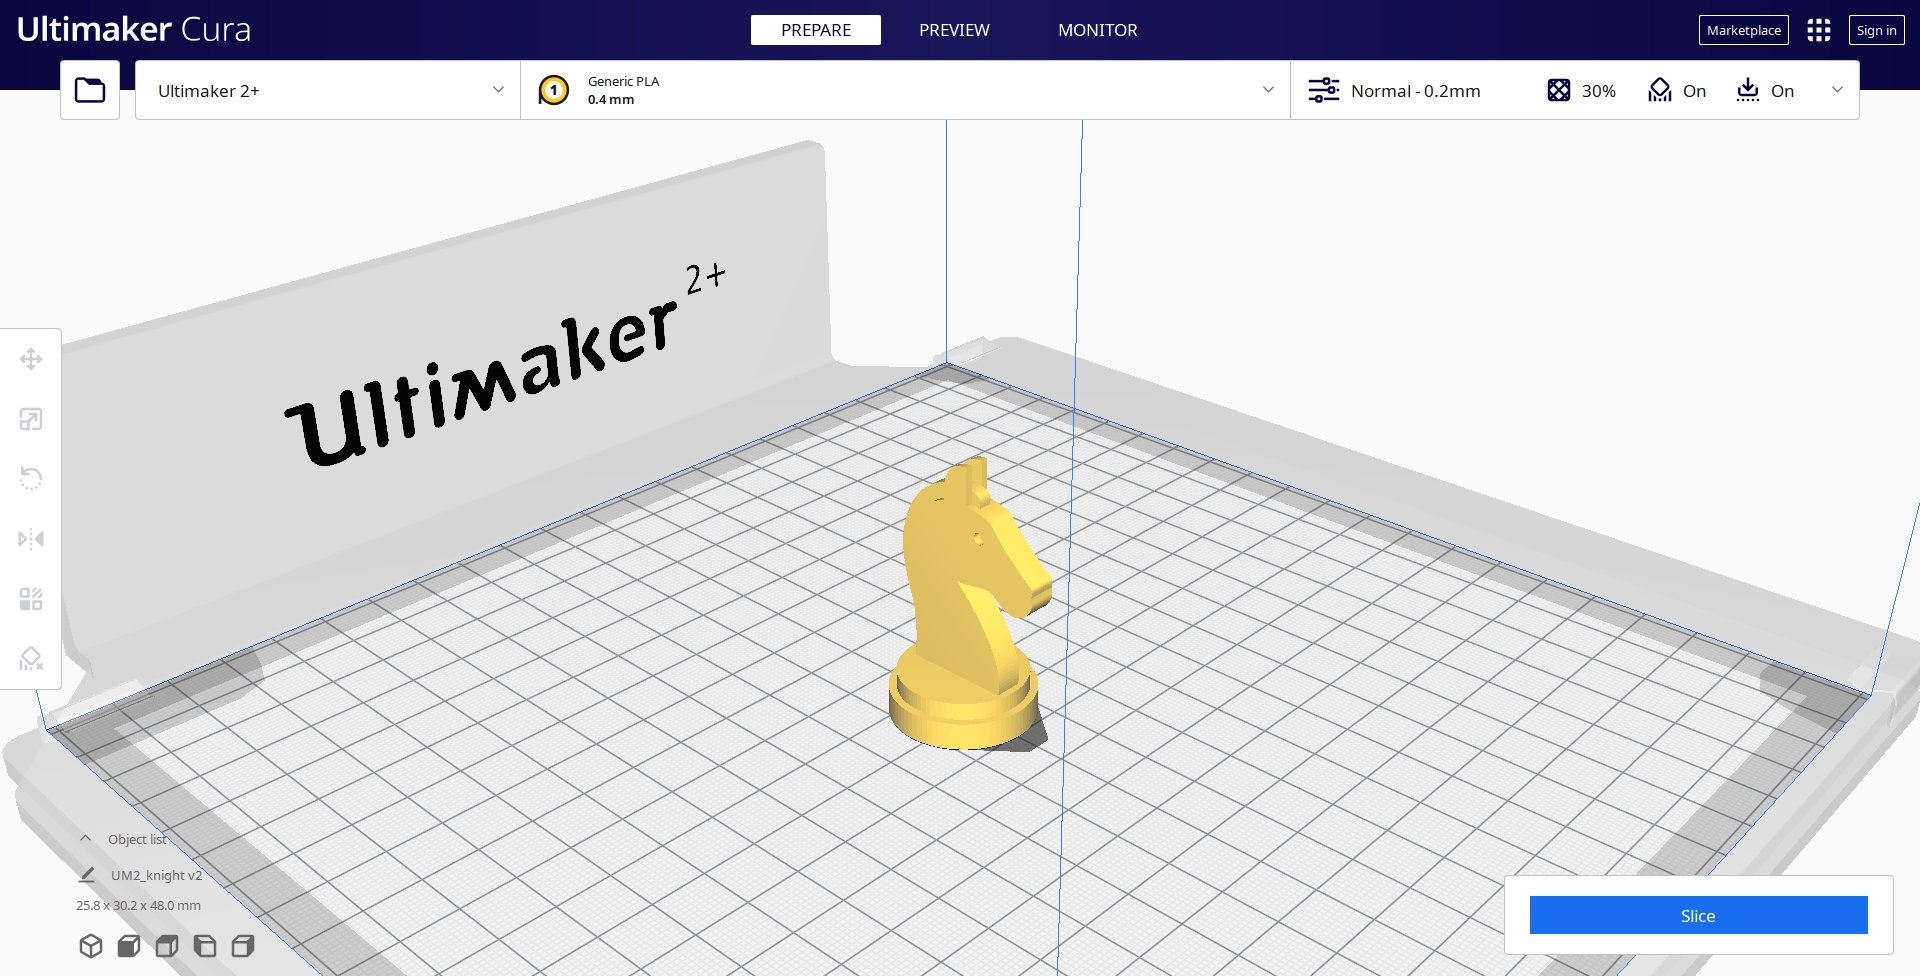 Ultimaker Cura
PREPARE
PREVIEW
MONITOR
Marketplace
Sign in
Ultimaker 2+
1
Generic PLA
0.4 mm
Normal - 0.2mm
30%
On
On
Ultimaker 2+
Object list
UM2_knight v2
25.8 x 30.2 x 48.0 mm
Slice